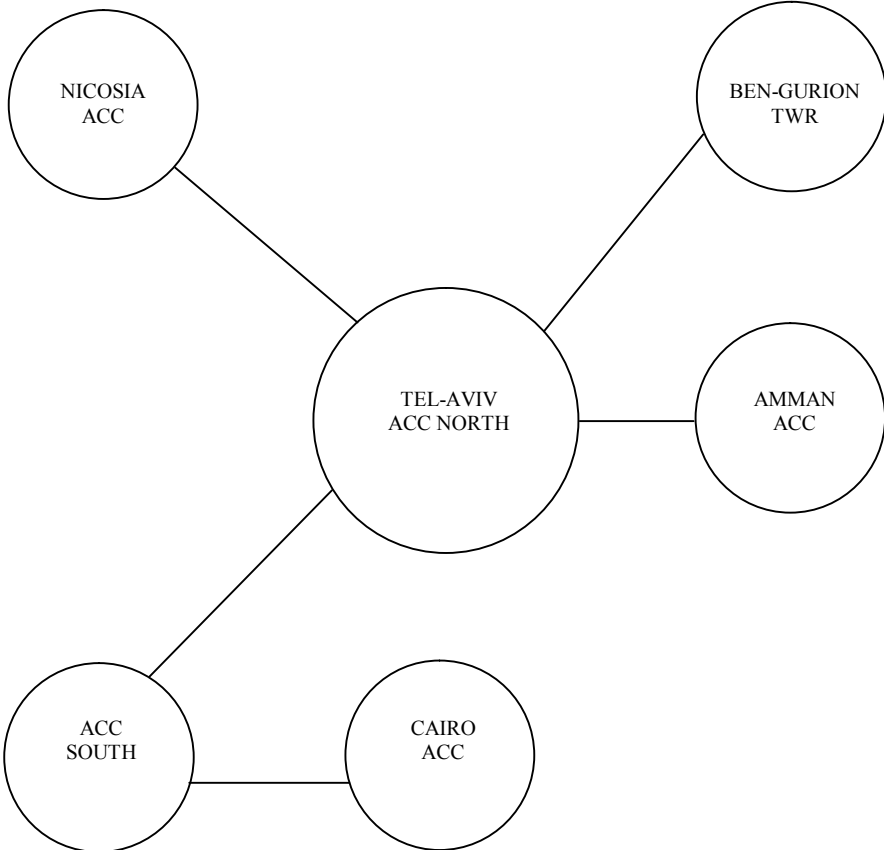 NICOSIA
ACC
BEN-GURION
TWR
TEL-AVIV
ACC NORTH
AMMAN
ACC
ACC
SOUTH
CAIRO
ACC